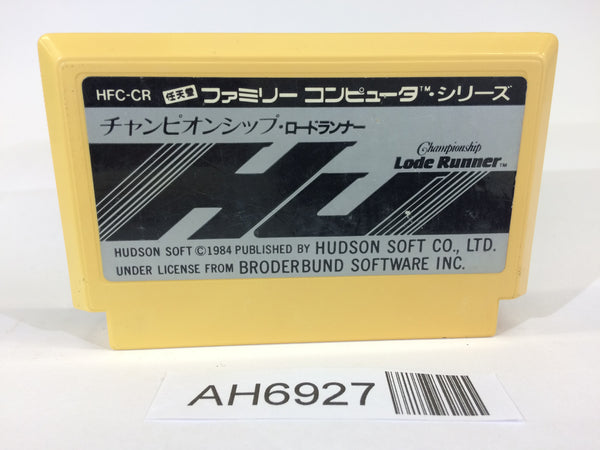 HFC-CR 任天堂 ファミリー コンピュータ™・シリーズ
チャンピオンシップ・ロードランナー
Championship
Lode Runner™
HUDSON SOFT ©1984 PUBLISHED BY HUDSON SOFT CO., LTD.
UNDER LICENSE FROM BRODERBUND SOFTWARE INC.
AH6927